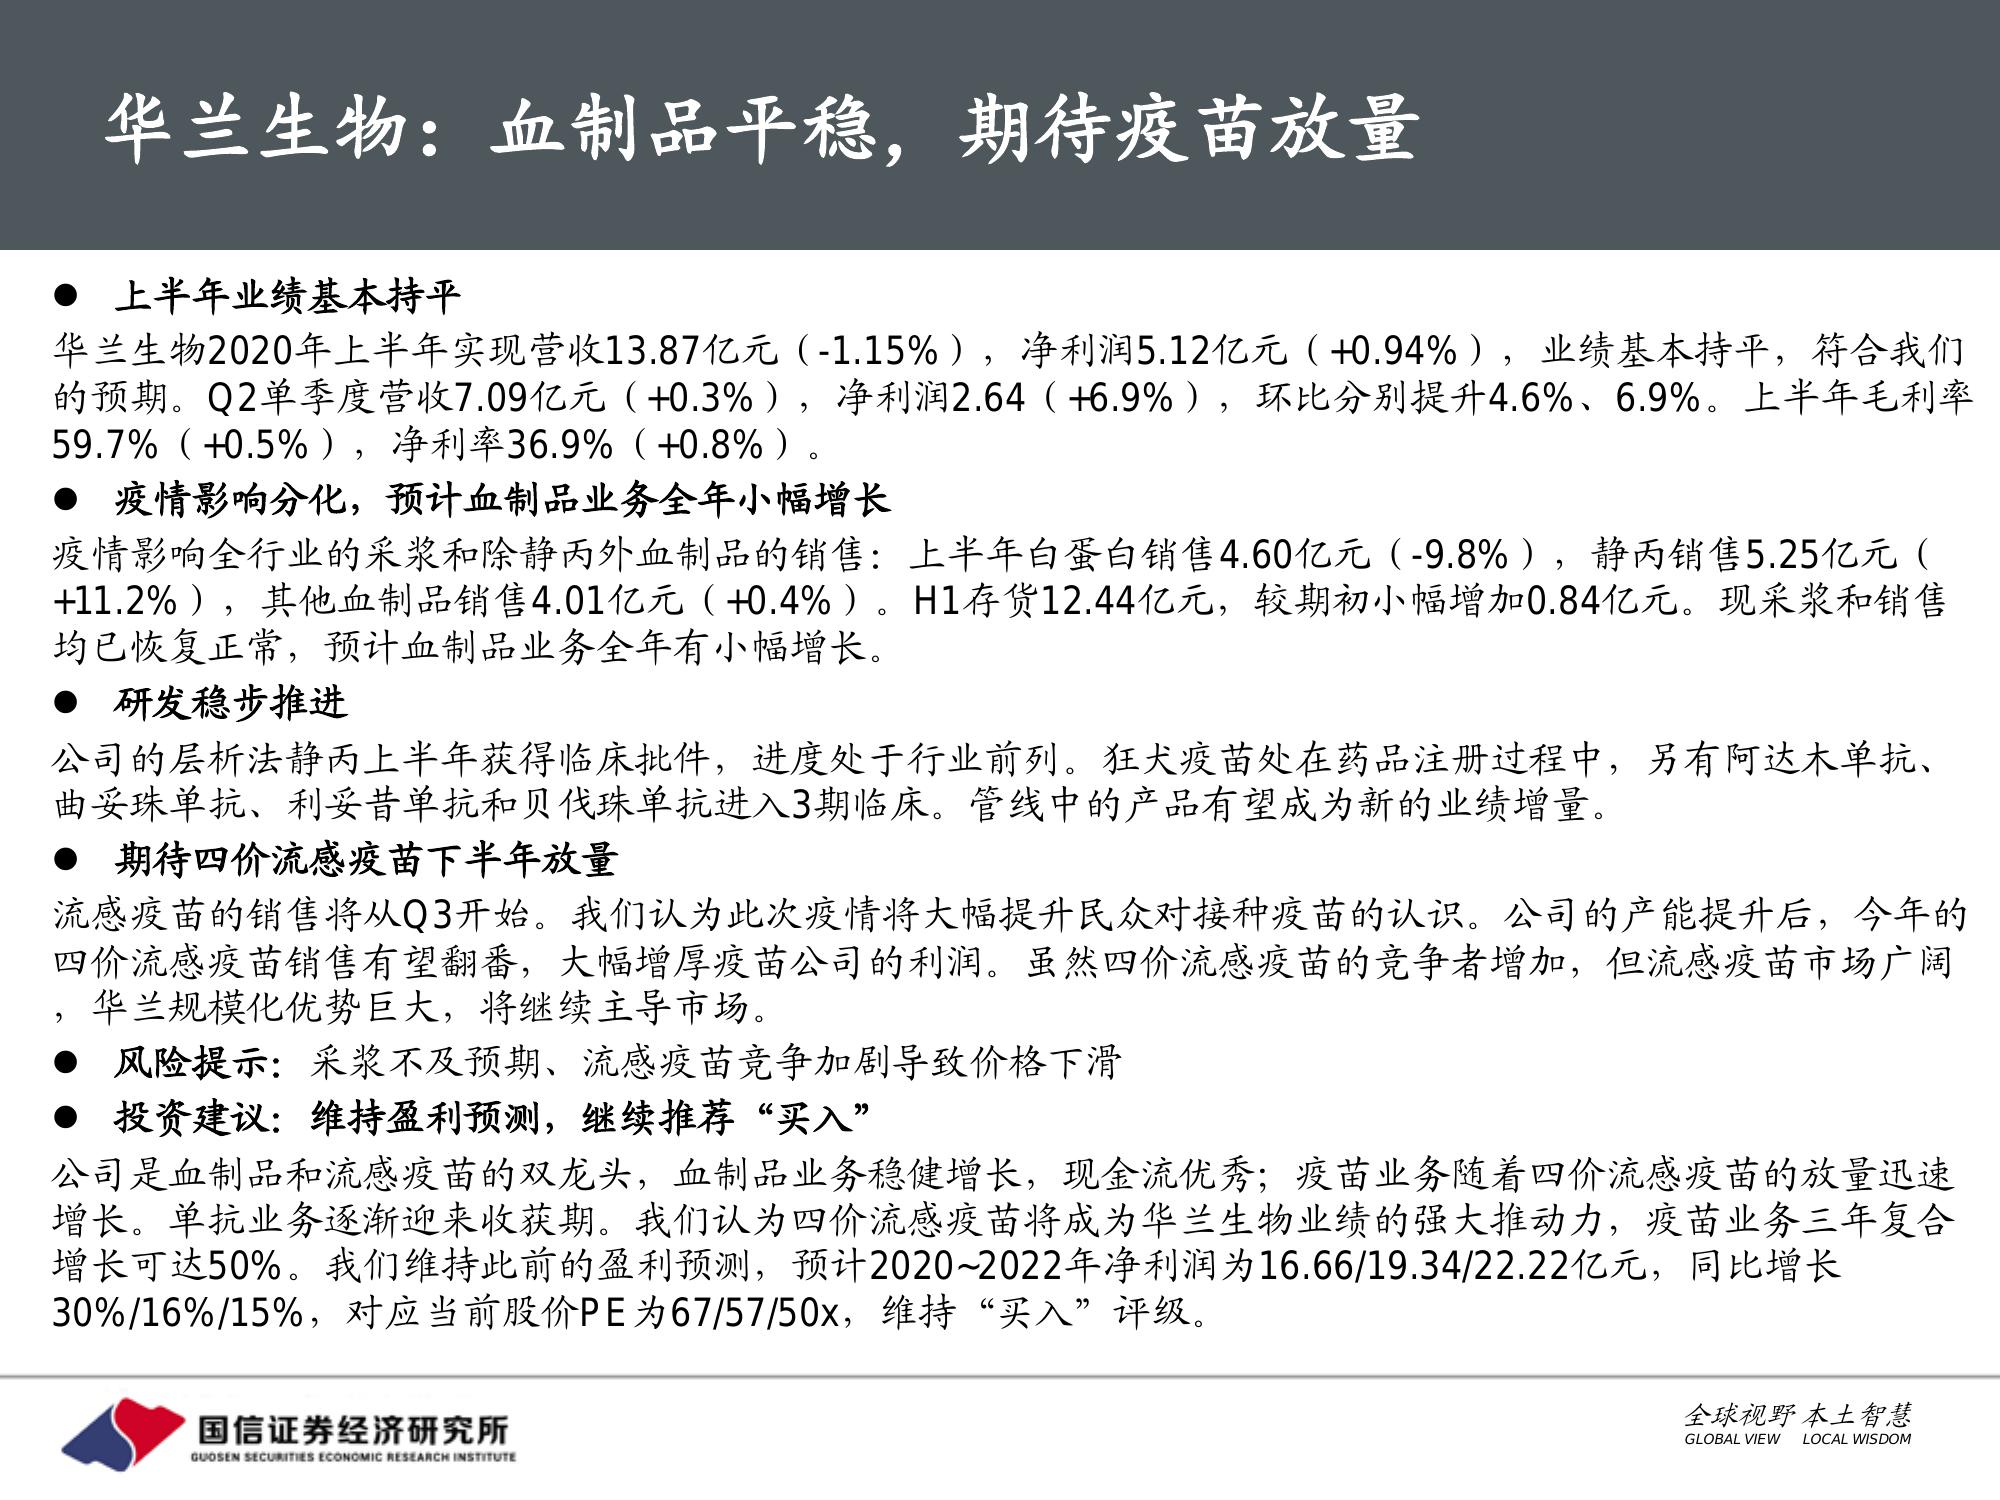 华兰生物：血制品平稳，期待疫苗放量
● 上半年业绩基本持平
华兰生物2020年上半年实现营收13.87亿元（-1.15%），净利润5.12亿元（+0.94%），业绩基本持平，符合我们
的预期。Q2单季度营收7.09亿元（+0.3%），净利润2.64（+6.9%），环比分别提升4.6%、6.9%。上半年毛利率
59.7%（+0.5%），净利率36.9%（+0.8%）。
● 疫情影响分化，预计血制品业务全年小幅增长
疫情影响全行业的采浆和除静丙外血制品的销售：上半年白蛋白销售4.60亿元（-9.8%），静丙销售5.25亿元（
+11.2%），其他血制品销售4.01亿元（+0.4%）。H1存货12.44亿元，较期初小幅增加0.84亿元。现采浆和销售
均已恢复正常，预计血制品业务全年有小幅增长。
● 研发稳步推进
公司的层析法静丙上半年获得临床批件，进度处于行业前列。狂犬疫苗处在药品注册过程中，另有阿达木单抗、
曲妥珠单抗、利妥昔单抗和贝伐珠单抗进入3期临床。管线中的产品有望成为新的业绩增量。
● 期待四价流感疫苗下半年放量
流感疫苗的销售将从Q3开始。我们认为此次疫情将大幅提升民众对接种疫苗的认识。公司的产能提升后，今年的
四价流感疫苗销售有望翻番，大幅增厚疫苗公司的利润。虽然四价流感疫苗的竞争者增加，但流感疫苗市场广阔
，华兰规模化优势巨大，将继续主导市场。
● 风险提示：采浆不及预期、流感疫苗竞争加剧导致价格下滑
● 投资建议：维持盈利预测，继续推荐“买入”
公司是血制品和流感疫苗的双龙头，血制品业务稳健增长，现金流优秀；疫苗业务随着四价流感疫苗的放量迅速
增长。单抗业务逐渐迎来收获期。我们认为四价流感疫苗将成为华兰生物业绩的强大推动力，疫苗业务三年复合
增长可达50%。我们维持此前的盈利预测，预计2020~2022年净利润为16.66/19.34/22.22亿元，同比增长
30%/16%/15%，对应当前股价PE为67/57/50x，维持“买入”评级。
国信证券经济研究所
GUOSEN SECURITIES ECONOMIC RESEARCH INSTITUTE
全球视野 本土智慧
GLOBAL VIEW LOCAL WISDOM